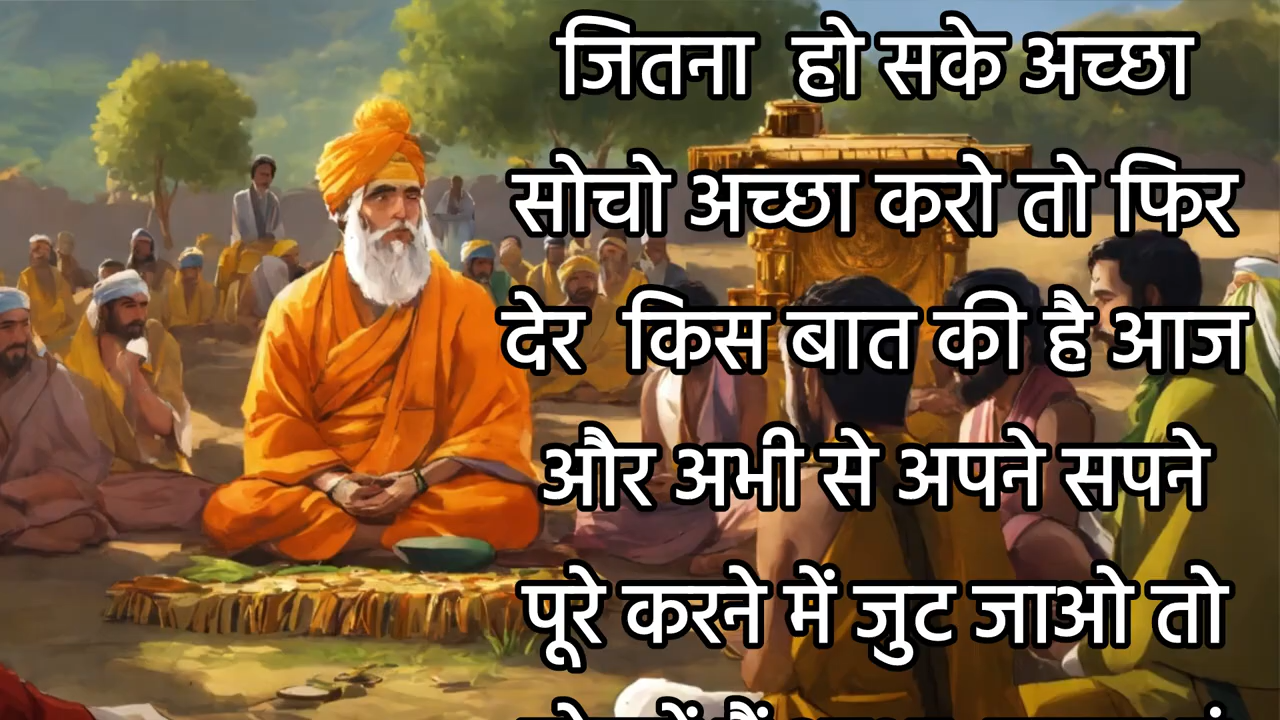 जितना हो सके अच्छा
सोचो अच्छा करो तो फिर
देर किस बात की है आज
और अभी से अपने सपने
पूरे करने में जुट जाओ तो